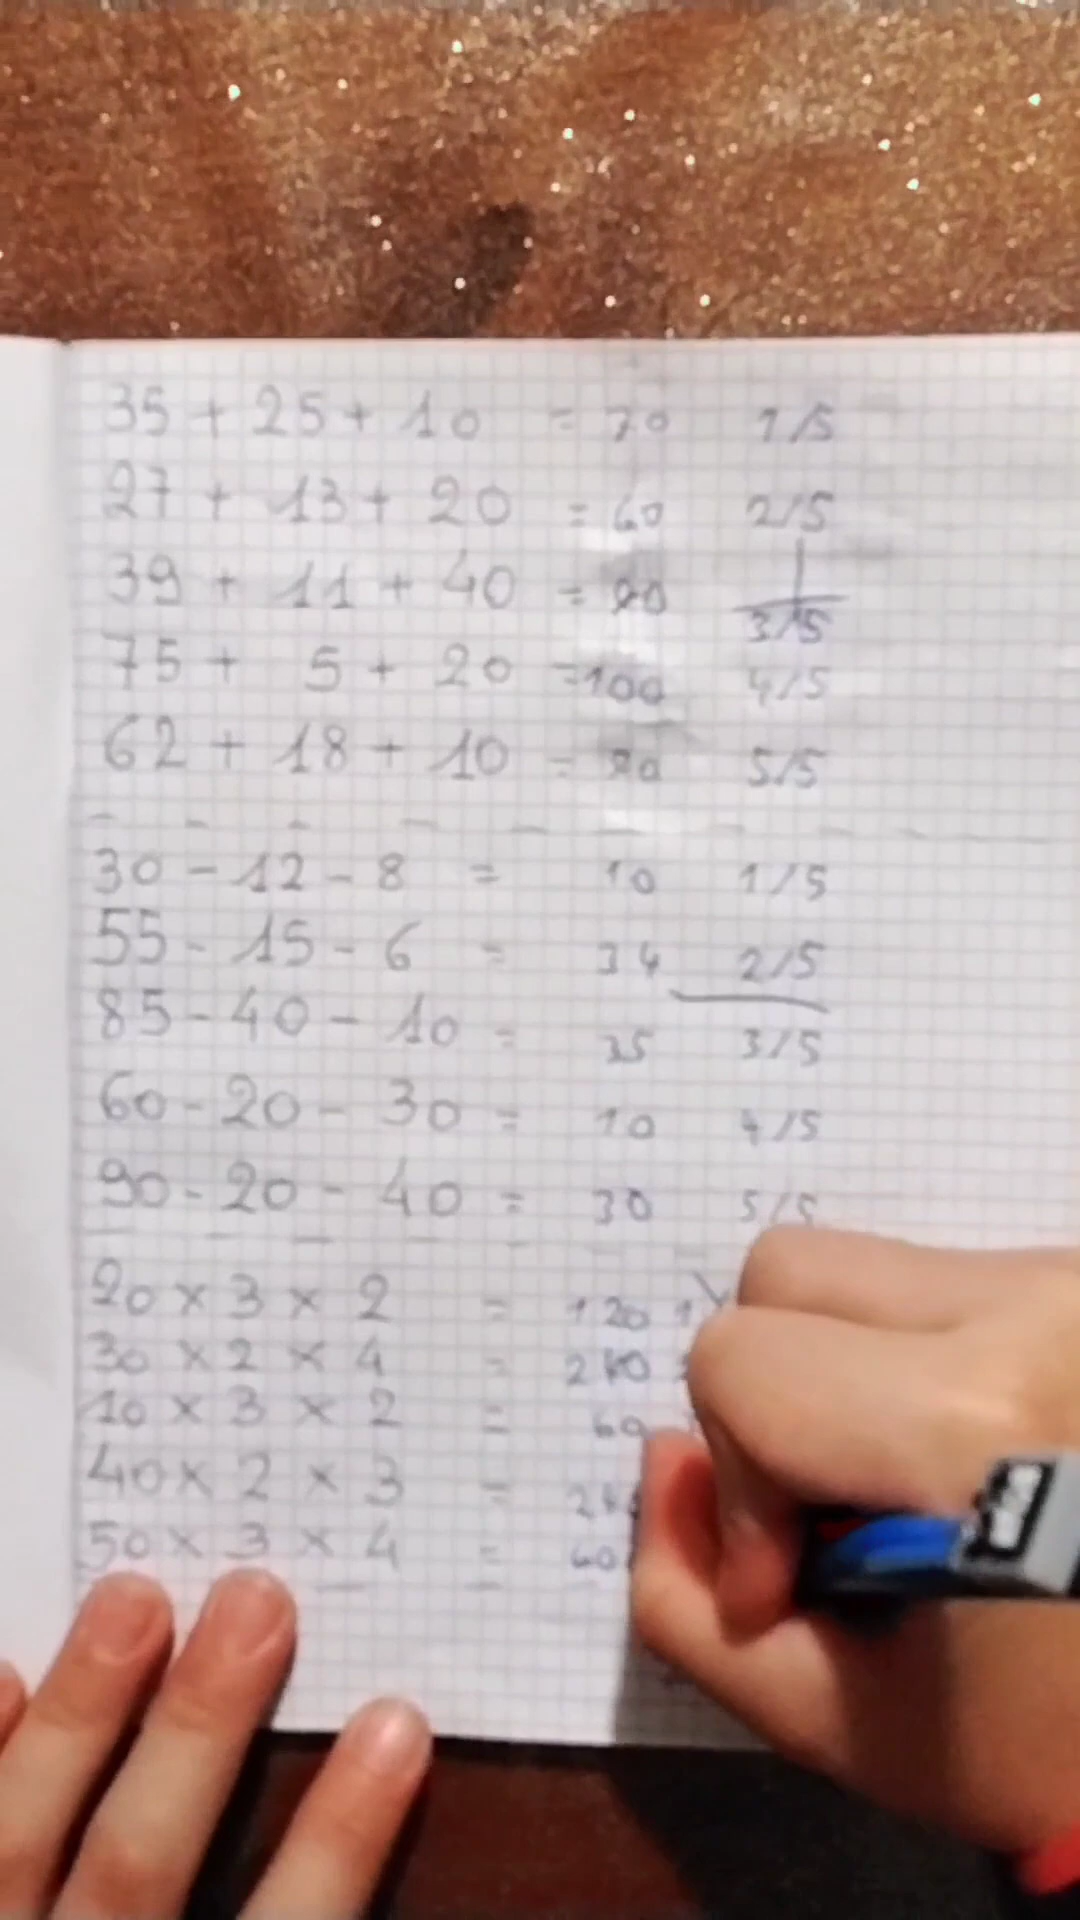 35 + 25 + 10 = 70 1/5
27 + 13 + 20 = 60 2/5
39 + 11 + 40 = 90 3/5
75 + 5 + 20 = 100 4/5
62 + 18 + 10 = 90 5/5
30 - 12 - 8 = 10 1/5
55 - 15 - 6 = 34 2/5
85 - 40 - 10 = 35 3/5
60 - 20 - 30 = 10 4/5
90 - 20 - 40 = 30 5/5
20 × 3 × 2 = 120 1
30 × 2 × 4 = 240
10 × 3 × 2 = 60
40 × 2 × 3 = 24
50 × 3 × 4 = 60